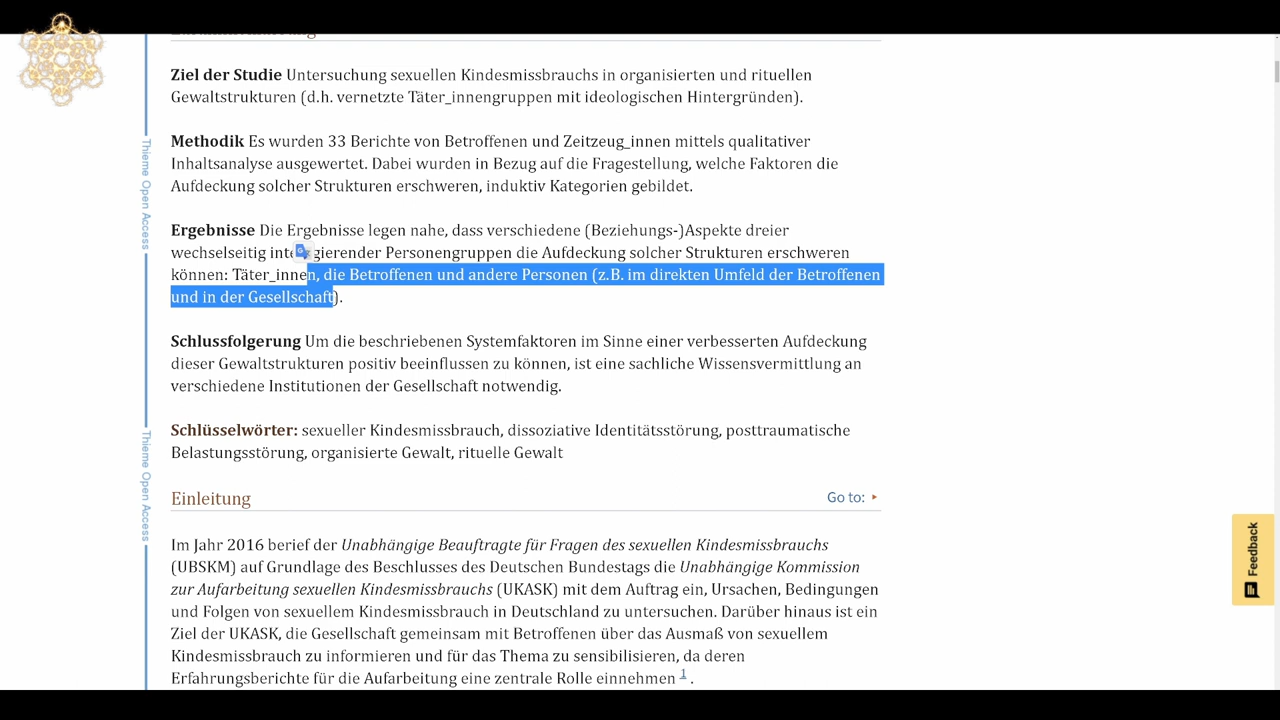 Ziel der Studie Untersuchung sexuellen Kindesmissbrauchs in organisierten und rituellen
Gewaltstrukturen (d.h. vernetzte Täter_innengruppen mit ideologischen Hintergründen).
Methodik Es wurden 33 Berichte von Betroffenen und Zeitzeug_innen mittels qualitativer
Inhaltsanalyse ausgewertet. Dabei wurden in Bezug auf die Fragestellung, welche Faktoren die
Aufdeckung solcher Strukturen erschweren, induktiv Kategorien gebildet.
Ergebnisse Die Ergebnisse legen nahe, dass verschiedene (Beziehungs-)Aspekte dreier
wechselseitig gierender Personengruppen die Aufdeckung solcher Strukturen erschweren
können: Täter_innen, die Betroffenen und andere Personen (z.B. im direkten Umfeld der Betroffenen
und in der Gesellschaft).
Schlussfolgerung Um die beschriebenen Systemfaktoren im Sinne einer verbesserten Aufdeckung
dieser Gewaltstrukturen positiv beeinflussen zu können, ist eine sachliche Wissensvermittlung an
verschiedene Institutionen der Gesellschaft notwendig.
Schlüsselwörter: sexueller Kindesmissbrauch, dissoziative Identitätsstörung, posttraumatische
Belastungsstörung, organisierte Gewalt, rituelle Gewalt
Einleitung
Go to:
Im Jahr 2016 berief der Unabhängige Beauftragte für Fragen des sexuellen Kindesmissbrauchs
(UBSKM) auf Grundlage des Beschlusses des Deutschen Bundestags die Unabhängige Kommission
zur Aufarbeitung sexuellen Kindesmissbrauchs (UKASK) mit dem Auftrag ein, Ursachen, Bedingungen
und Folgen von sexuellem Kindesmissbrauch in Deutschland zu untersuchen. Darüber hinaus ist ein
Ziel der UKASK, die Gesellschaft gemeinsam mit Betroffenen über das Ausmaß von sexuellem
Kindesmissbrauch zu informieren und für das Thema zu sensibilisieren, da deren
Erfahrungsberichte für die Aufarbeitung eine zentrale Rolle einnehmen 1 .
Thieme Open Access
Thieme Open Access
Feedback